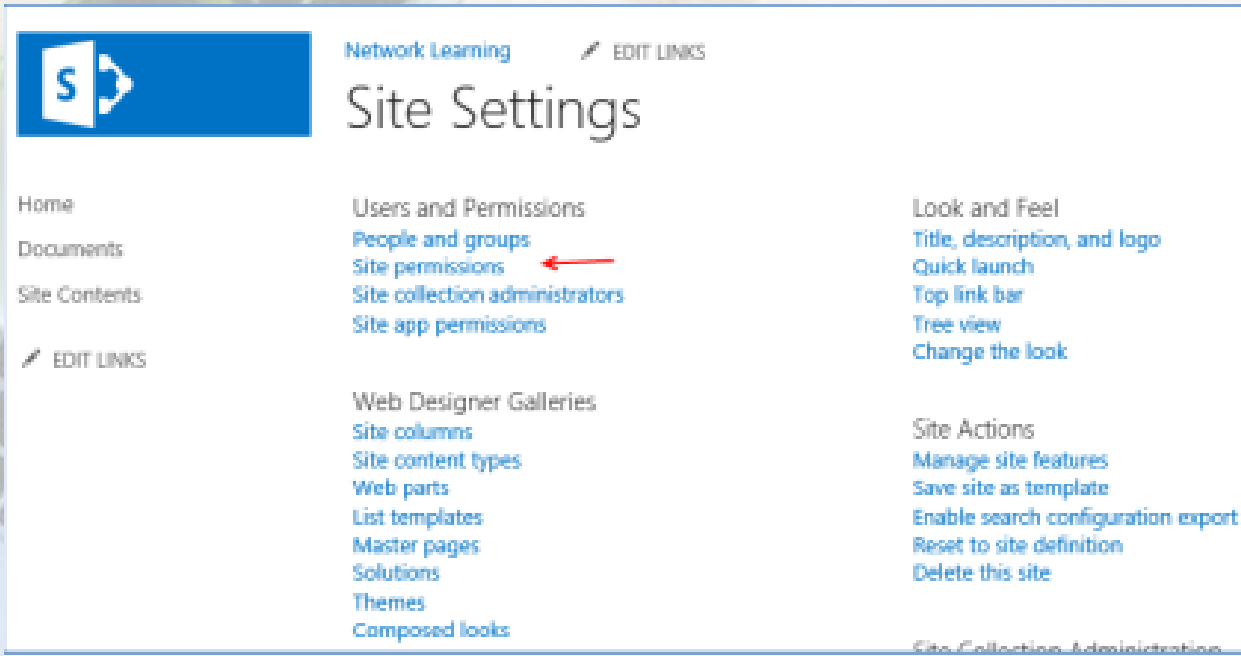 S
Network Learning EDIT LINKS
Site Settings
Home
Documents
Site Contents
EDIT LINKS
Users and Permissions
People and groups
Site permissions
Site collection administrators
Site app permissions
Web Designer Galleries
Site columns
Site content types
Web parts
List templates
Master pages
Solutions
Themes
Composed looks
Look and Feel
Title, description, and logo
Quick launch
Top link bar
Tree view
Change the look
Site Actions
Manage site features
Save site as template
Enable search configuration export
Reset to site definition
Delete this site
Site Collection Administration